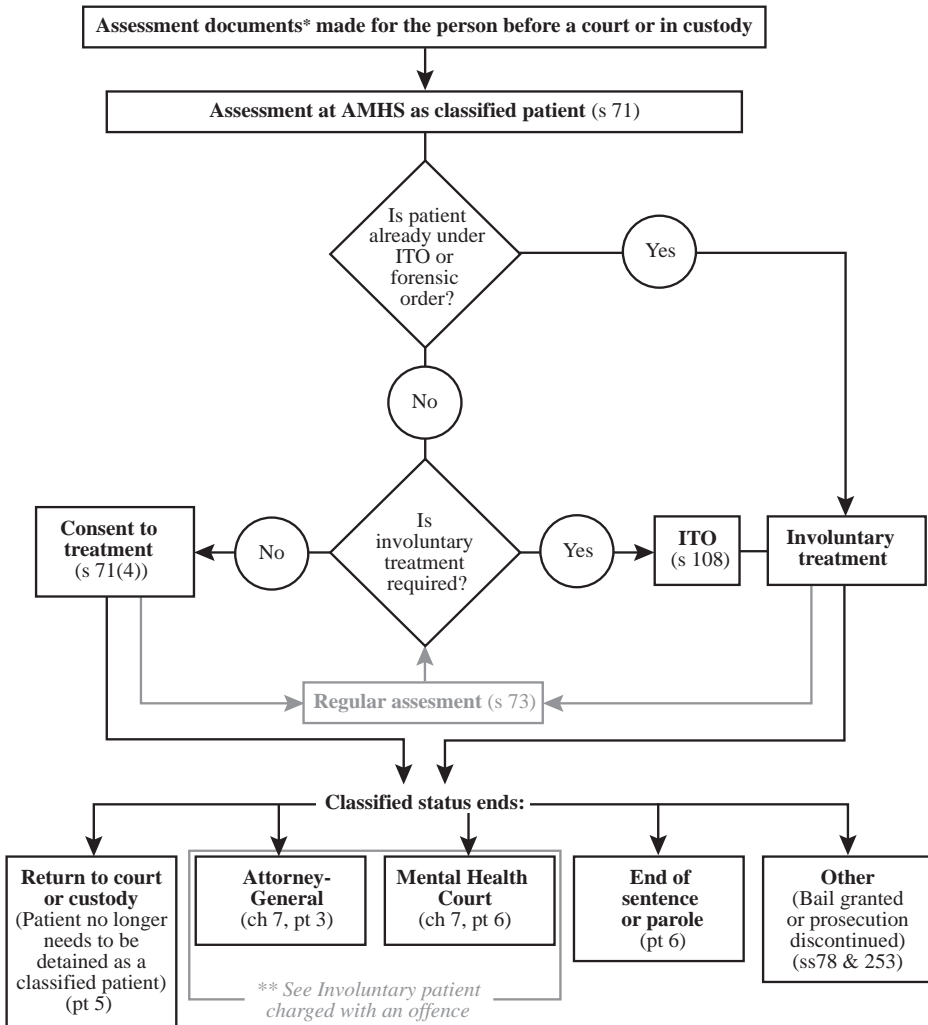 Assessment documents* made for the person before a court or in custody
Assessment at AMHS as classified patient (s 71)
Is patient
already under
ITO or
forensic
order?
Yes
No
Consent to
treatment
(s 71(4))
No
Is
involuntary
treatment
required?
Yes
ITO
(s 108)
Involuntary
treatment
Regular assesment (s 73)
Classified status ends:
Return to court
or custody
(Patient no longer
needs to be
detained as a
classified patient)
(pt 5)
Attorney-
General
(ch 7, pt 3)
Mental Health
Court
(ch 7, pt 6)
** See Involuntary patient
charged with an offence
End of
sentence
or parole
(pt 6)
Other
(Bail granted
or prosecution
discontinued)
(ss78 & 253)